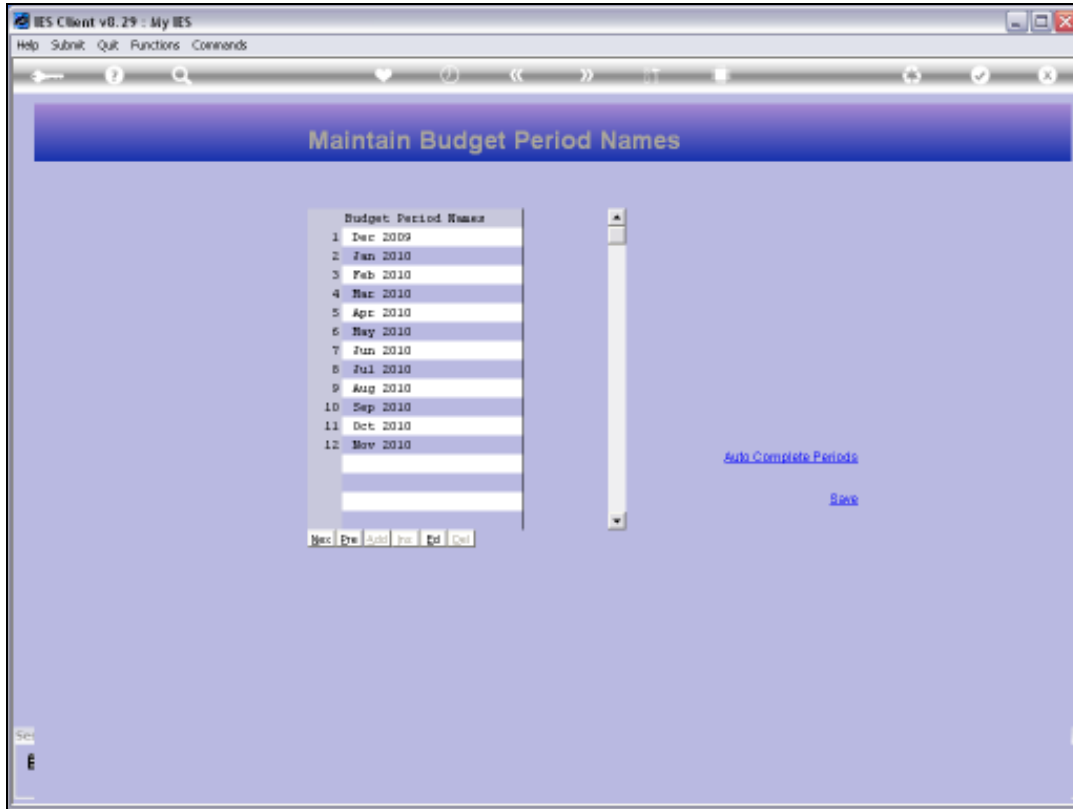 IES Client v8.29 : My IES
Help Submit Quit Functions Commands
Maintain Budget Period Names
Budget Period Names
1 Dec 2009
2 Jan 2010
3 Feb 2010
4 Mar 2010
5 Apr 2010
6 May 2010
7 Jun 2010
8 Jul 2010
9 Aug 2010
10 Sep 2010
11 Oct 2010
12 Nov 2010
Auto Complete Periods
Save
Nex Pre Add Ins Ed Del